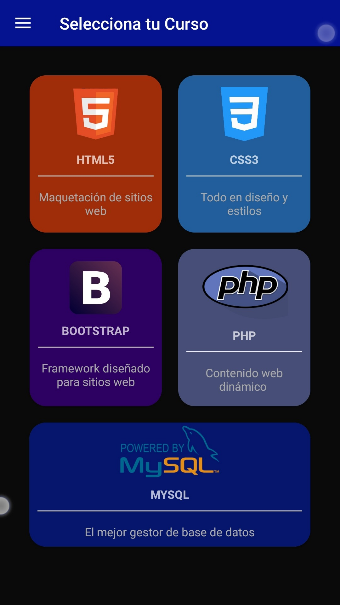 Selecciona tu Curso
5
HTML5
Maquetación de sitios
web
3
CSS3
Todo en diseño y
estilos
B
BOOTSTRAP
Framework diseñado
para sitios web
php
PHP
Contenido web
dinámico
POWERED BY
MySQL™
MYSQL
El mejor gestor de base de datos